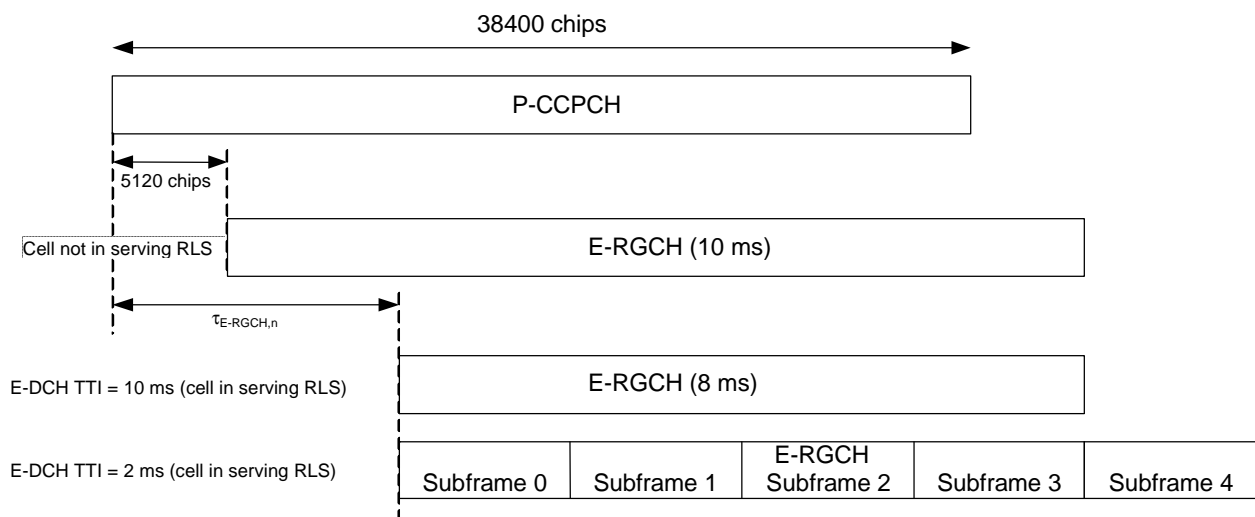 38400 chips
P-CCPCH
5120 chips
Cell not in serving RLS
E-RGCH (10 ms)
τE-RGCH,n
E-DCH TTI = 10 ms (cell in serving RLS)
E-RGCH (8 ms)
E-DCH TTI = 2 ms (cell in serving RLS)
E-RGCH
Subframe 0 Subframe 1 Subframe 2 Subframe 3 Subframe 4